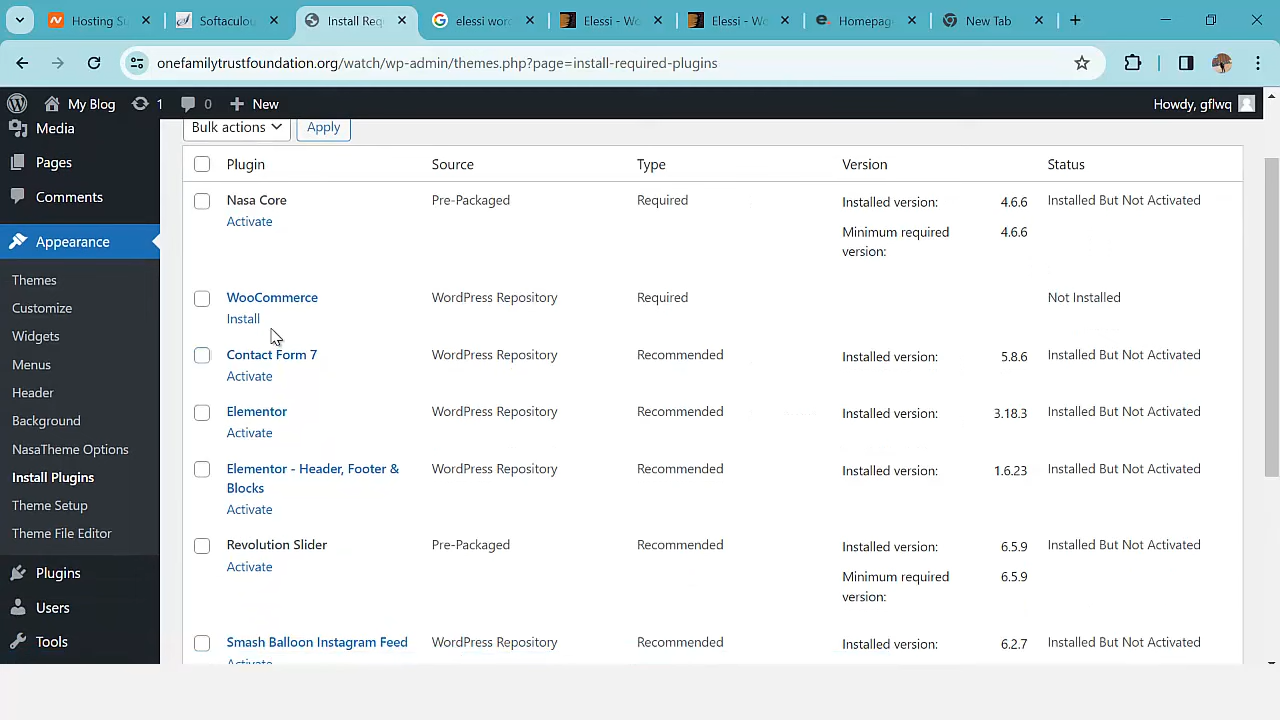 Hosting Su
Softaculou
Install Req
elessi wor
Elessi - Wo
Elessi - Wo
Homepag
New Tab
onefamilytrustfoundation.org/watch/wp-admin/themes.php?page=install-required-plugins
My Blog
1
0
New
Howdy, gflwq
Media
Pages
Comments
Appearance
Themes
Customize
Widgets
Menus
Header
Background
NasaTheme Options
Install Plugins
Theme Setup
Theme File Editor
Plugins
Users
Tools
Bulk actions
Apply
Plugin Source Type Version Status
Nasa Core Pre-Packaged Required Installed version: 4.6.6 Installed But Not Activated
Activate
Minimum required 4.6.6
version:
WooCommerce WordPress Repository Required Not Installed
Install
Contact Form 7 WordPress Repository Recommended Installed version: 5.8.6 Installed But Not Activated
Activate
Elementor WordPress Repository Recommended Installed version: 3.18.3 Installed But Not Activated
Activate
Elementor - Header, Footer & WordPress Repository Recommended Installed version: 1.6.23 Installed But Not Activated
Blocks
Activate
Revolution Slider Pre-Packaged Recommended Installed version: 6.5.9 Installed But Not Activated
Activate
Minimum required 6.5.9
version:
Smash Balloon Instagram Feed WordPress Repository Recommended Installed version: 6.2.7 Installed But Not Activated
Activate